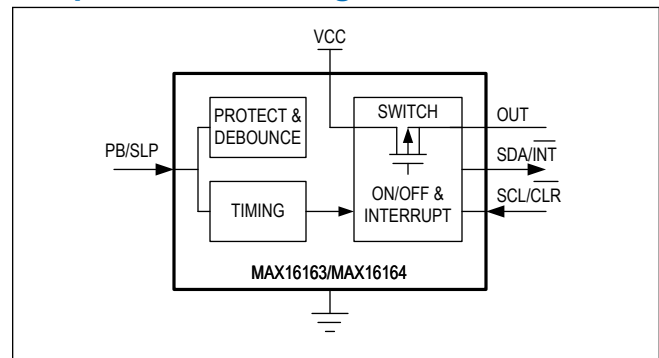 VCC
PROTECT &
DEBOUNCE
SWITCH
OUT
PB/SLP
SDA/INT
SCL/CLR
TIMING
ON/OFF &
INTERRUPT
MAX16163/MAX16164